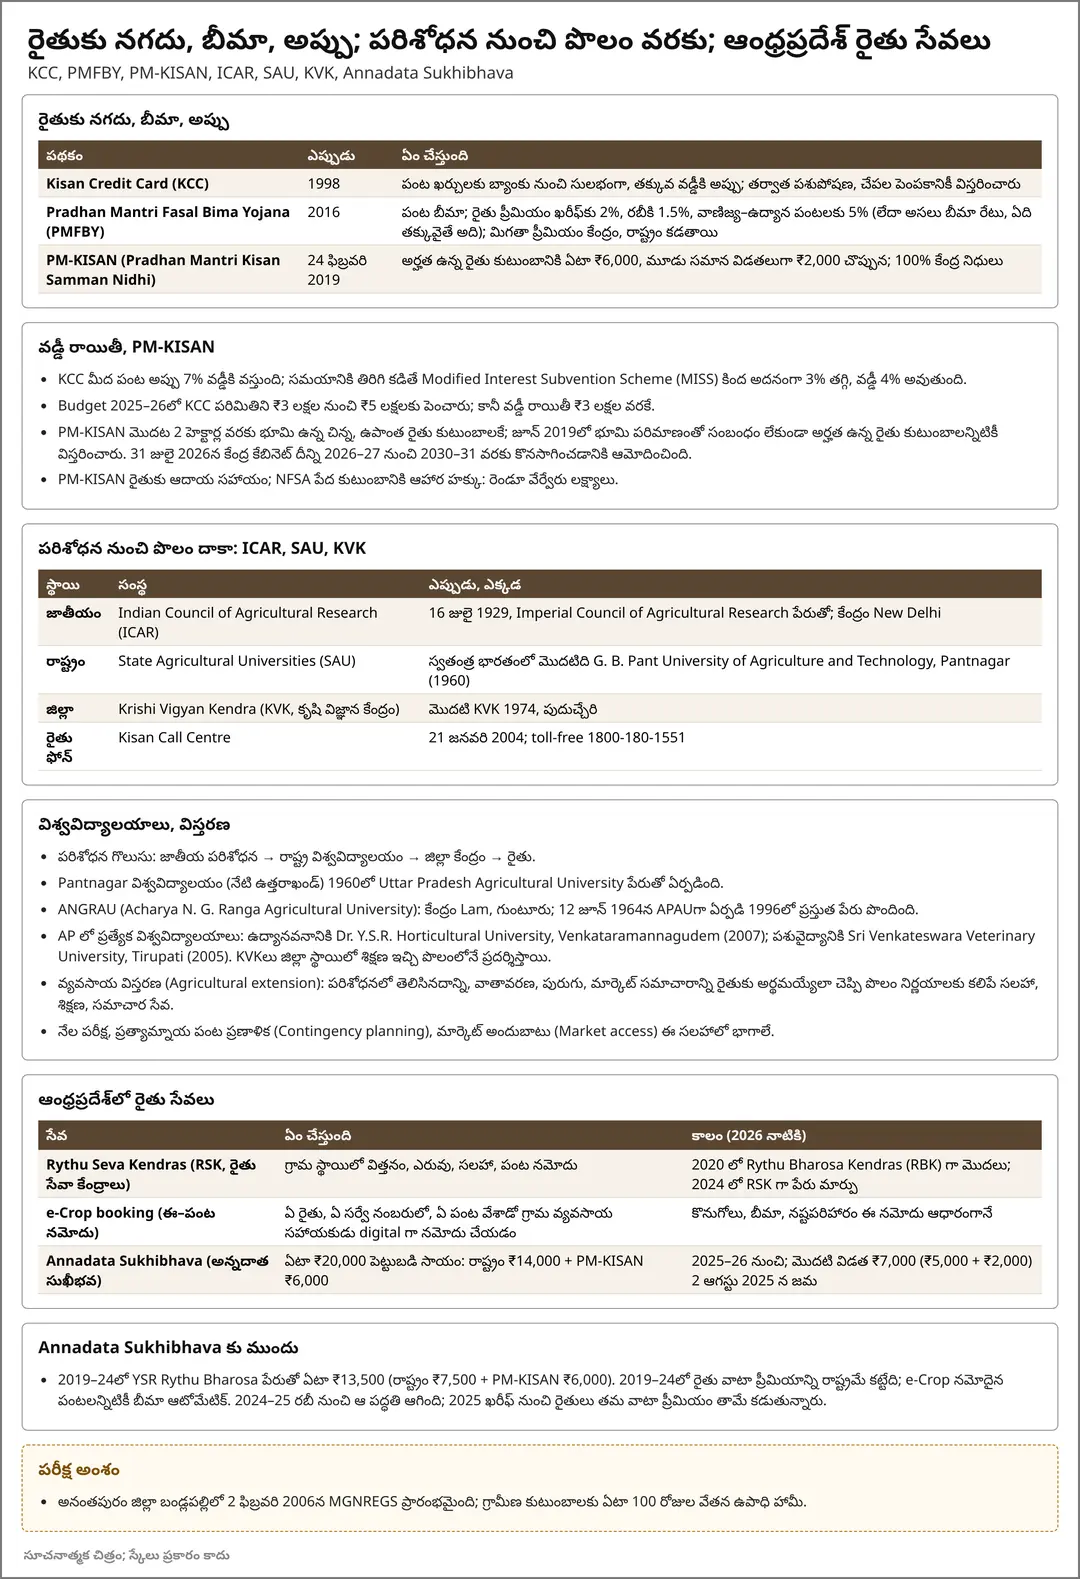 రైతుకు నగదు, బీమా, అప్పు; పరిశోధన నుంచి పొలం వరకు; ఆంధ్రప్రదేశ్ రైతు సేవలు
KCC, PMFBY, PM-KISAN, ICAR, SAU, KVK, Annadata Sukhibhava
రైతుకు నగదు, బీమా, అప్పు
పథకం ఎప్పుడు ఏం చేస్తుంది
Kisan Credit Card (KCC) 1998 పంట ఖర్చులకు బ్యాంకు నుంచి సులభంగా, తక్కువ వడ్డీకి అప్పు; తర్వాత పశుపోషణ, చేపల పెంపకానికీ విస్తరించారు
Pradhan Mantri Fasal Bima Yojana 2016 పంట బీమా; రైతు ప్రీమియం ఖరీఫ్‌కు 2%, రబీకి 1.5%, వాణిజ్య–ఉద్యాన పంటలకు 5% (లేదా అసలు బీమా రేటు, ఏది
(PMFBY) తక్కువైతే అది); మిగతా ప్రీమియం కేంద్రం, రాష్ట్రం కడతాయి
PM-KISAN (Pradhan Mantri Kisan 24 ఫిబ్రవరి అర్హత ఉన్న రైతు కుటుంబానికి ఏటా ₹6,000, మూడు సమాన విడతలుగా ₹2,000 చొప్పున; 100% కేంద్ర నిధులు
Samman Nidhi) 2019
వడ్డీ రాయితీ, PM-KISAN
• KCC మీద పంట అప్పు 7% వడ్డీకి వస్తుంది; సమయానికి తిరిగి కడితే Modified Interest Subvention Scheme (MISS) కింద అదనంగా 3% తగ్గి, వడ్డీ 4% అవుతుంది.
• Budget 2025–26లో KCC పరిమితిని ₹3 లక్షల నుంచి ₹5 లక్షలకు పెంచారు; కానీ వడ్డీ రాయితీ ₹3 లక్షల వరకే.
• PM-KISAN మొదట 2 హెక్టార్ల వరకు భూమి ఉన్న చిన్న, ఉపాంత రైతు కుటుంబాలకే; జూన్ 2019లో భూమి పరిమాణంతో సంబంధం లేకుండా అర్హత ఉన్న రైతు కుటుంబాలన్నిటికీ
విస్తరించారు. 31 జులై 2026న కేంద్ర కేబినెట్ దీన్ని 2026–27 నుంచి 2030–31 వరకు కొనసాగించడానికి ఆమోదించింది.
• PM-KISAN రైతుకు ఆదాయ సహాయం; NFSA పేద కుటుంబానికి ఆహార హక్కు: రెండూ వేర్వేరు లక్ష్యాలు.
పరిశోధన నుంచి పొలం దాకా: ICAR, SAU, KVK
స్థాయి సంస్థ ఎప్పుడు, ఎక్కడ
జాతీయం Indian Council of Agricultural Research 16 జులై 1929, Imperial Council of Agricultural Research పేరుతో; కేంద్రం New Delhi
(ICAR)
రాష్ట్రం State Agricultural Universities (SAU) స్వతంత్ర భారతంలో మొదటిది G. B. Pant University of Agriculture and Technology, Pantnagar
(1960)
జిల్లా Krishi Vigyan Kendra (KVK, కృషి విజ్ఞాన కేంద్రం) మొదటి KVK 1974, పుదుచ్చేరి
రైతు Kisan Call Centre 21 జనవరి 2004; toll-free 1800-180-1551
ఫోన్
విశ్వవిద్యాలయాలు, విస్తరణ
• పరిశోధన గొలుసు: జాతీయ పరిశోధన → రాష్ట్ర విశ్వవిద్యాలయం → జిల్లా కేంద్రం → రైతు.
• Pantnagar విశ్వవిద్యాలయం (నేటి ఉత్తరాఖండ్) 1960లో Uttar Pradesh Agricultural University పేరుతో ఏర్పడింది.
• ANGRAU (Acharya N. G. Ranga Agricultural University): కేంద్రం Lam, గుంటూరు; 12 జూన్ 1964న APAUగా ఏర్పడి 1996లో ప్రస్తుత పేరు పొందింది.
• AP లో ప్రత్యేక విశ్వవిద్యాలయాలు: ఉద్యానవనానికి Dr. Y.S.R. Horticultural University, Venkataramannagudem (2007); పశువైద్యానికి Sri Venkateswara Veterinary
University, Tirupati (2005). KVKలు జిల్లా స్థాయిలో శిక్షణ ఇచ్చి పొలంలోనే ప్రదర్శిస్తాయి.
• వ్యవసాయ విస్తరణ (Agricultural extension): పరిశోధనలో తెలిసినదాన్ని, వాతావరణ, పురుగు, మార్కెట్ సమాచారాన్ని రైతుకు అర్థమయ్యేలా చెప్పి పొలం నిర్ణయాలకు కలిపే సలహా,
శిక్షణ, సమాచార సేవ.
• నేల పరీక్ష, ప్రత్యామ్నాయ పంట ప్రణాళిక (Contingency planning), మార్కెట్ అందుబాటు (Market access) ఈ సలహాలో భాగాలే.
ఆంధ్రప్రదేశ్‌లో రైతు సేవలు
సేవ ఏం చేస్తుంది కాలం (2026 నాటికి)
Rythu Seva Kendras (RSK, రైతు గ్రామ స్థాయిలో విత్తనం, ఎరువు, సలహా, పంట నమోదు 2020 లో Rythu Bharosa Kendras (RBK) గా మొదలు;
సేవా కేంద్రాలు) 2024 లో RSK గా పేరు మార్పు
e-Crop booking (ఈ–పంట ఏ రైతు, ఏ సర్వే నంబరులో, ఏ పంట వేశాడో గ్రామ వ్యవసాయ కొనుగోలు, బీమా, నష్టపరిహారం ఈ నమోదు ఆధారంగానే
నమోదు) సహాయకుడు digital గా నమోదు చేయడం
Annadata Sukhibhava (అన్నదాత ఏటా ₹20,000 పెట్టుబడి సాయం: రాష్ట్రం ₹14,000 + PM-KISAN 2025–26 నుంచి; మొదటి విడత ₹7,000 (₹5,000 + ₹2,000)
సుఖీభవ) ₹6,000 2 ఆగస్టు 2025 న జమ
Annadata Sukhibhava కు ముందు
• 2019–24లో YSR Rythu Bharosa పేరుతో ఏటా ₹13,500 (రాష్ట్రం ₹7,500 + PM-KISAN ₹6,000). 2019–24లో రైతు వాటా ప్రీమియాన్ని రాష్ట్రమే కట్టేది; e-Crop నమోదైన
పంటలన్నిటికీ బీమా ఆటోమేటిక్. 2024–25 రబీ నుంచి ఆ పద్ధతి ఆగింది; 2025 ఖరీఫ్ నుంచి రైతులు తమ వాటా ప్రీమియం తామే కడుతున్నారు.
పరీక్ష అంశం
• అనంతపురం జిల్లా బండ్లపల్లిలో 2 ఫిబ్రవరి 2006న MGNREGS ప్రారంభమైంది; గ్రామీణ కుటుంబాలకు ఏటా 100 రోజుల వేతన ఉపాధి హామీ.
సూచనాత్మక చిత్రం; స్కేలు ప్రకారం కాదు